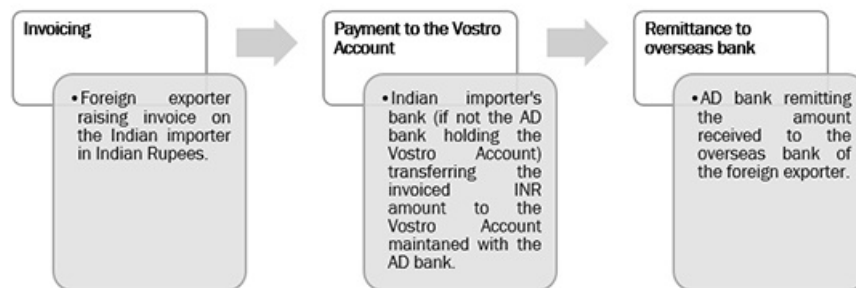 Invoicing
•Foreign exporter
raising invoice on
the Indian importer
in Indian Rupees.
Payment to the Vostro
Account
•Indian importer's
bank (if not the AD
bank holding the
Vostro Account)
transferring the
invoiced INR
amount to the
Vostro Account
maintaned with the
AD bank.
Remittance to
overseas bank
•AD bank remitting
the amount
received to the
overseas bank of
the foreign exporter.